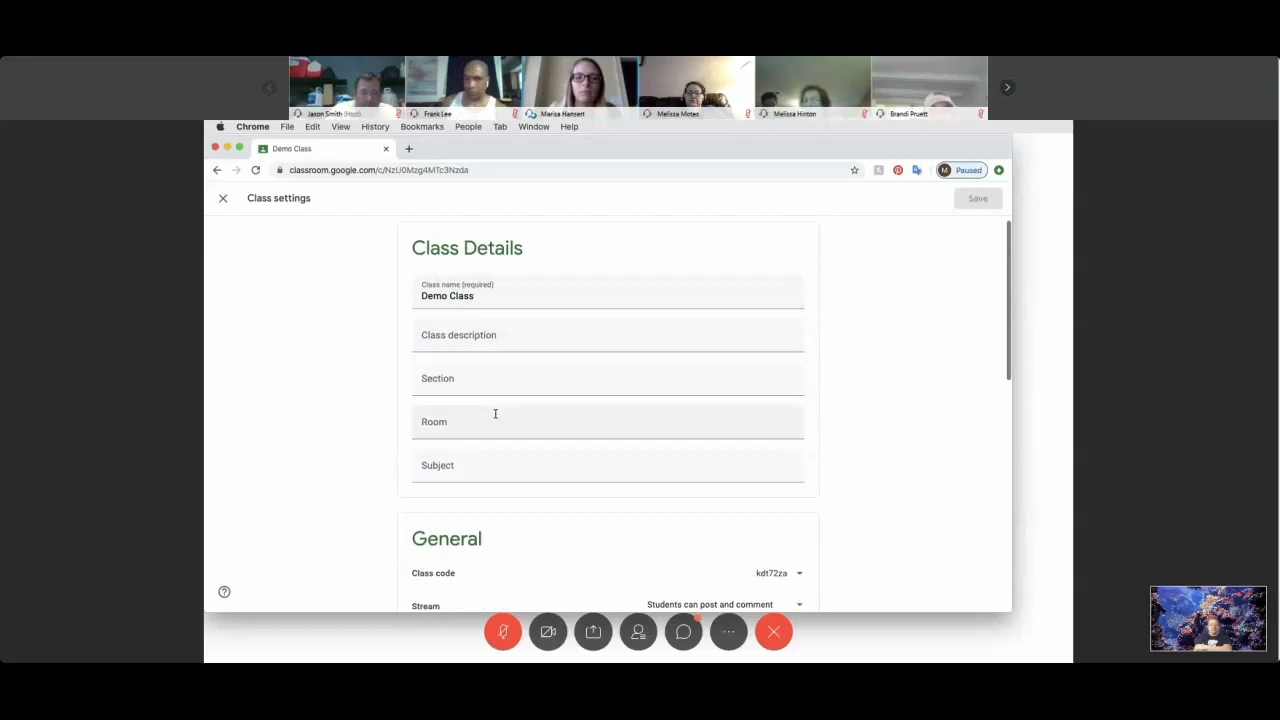 Jason Smith (Host)
Frank Lee
Marisa Hansert
Melissa Motes
Melissa Hinton
Brandi Pruett
Chrome File Edit View History Bookmarks People Tab Window Help
Demo Class
classroom.google.com/c/NzU0Mzg4MTc3Nzda
M Paused
Class settings
Save
Class Details
Class name (required)
Demo Class
Class description
Section
Room
Subject
General
Class code
kdt72za
Stream
Students can post and comment